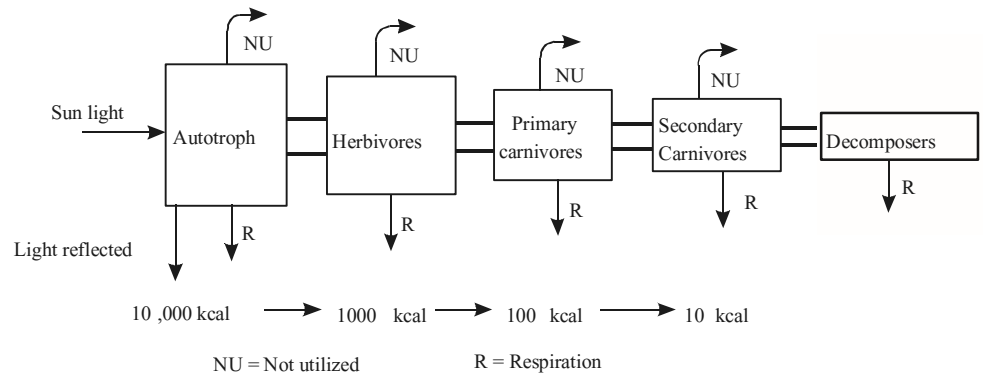 NU
NU
NU
NU
Sun light
Autotroph
Herbivores
Primary
carnivores
Secondary
Carnivores
Decomposers
R
R
R
R
R
Light reflected
10 ,000 kcal
1000 kcal
100 kcal
10 kcal
NU = Not utilized
R = Respiration